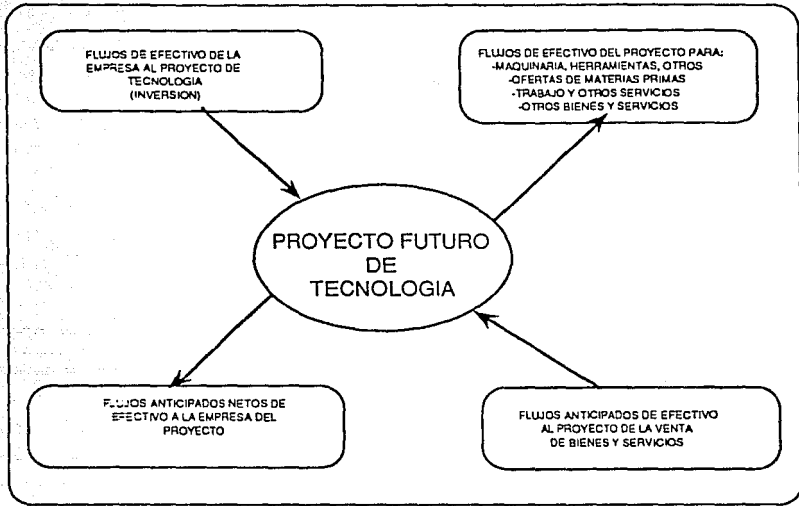 FLUJOS DE EFECTIVO DE LA
EMPRESA AL PROYECTO DE
TECNOLOGIA
(INVERSION)
FLUJOS DE EFECTIVO DEL PROYECTO PARA:
-MAQUINARIA, HERRAMIENTAS, OTROS
-OFERTAS DE MATERIAS PRIMAS
-TRABAJO Y OTROS SERVICIOS
-OTROS BIENES Y SERVICIOS
PROYECTO FUTURO
DE
TECNOLOGIA
FLUJOS ANTICIPADOS NETOS DE
EFECTIVO A LA EMPRESA DEL
PROYECTO
FLUJOS ANTICIPADOS DE EFECTIVO
AL PROYECTO DE LA VENTA
DE BIENES Y SERVICIOS